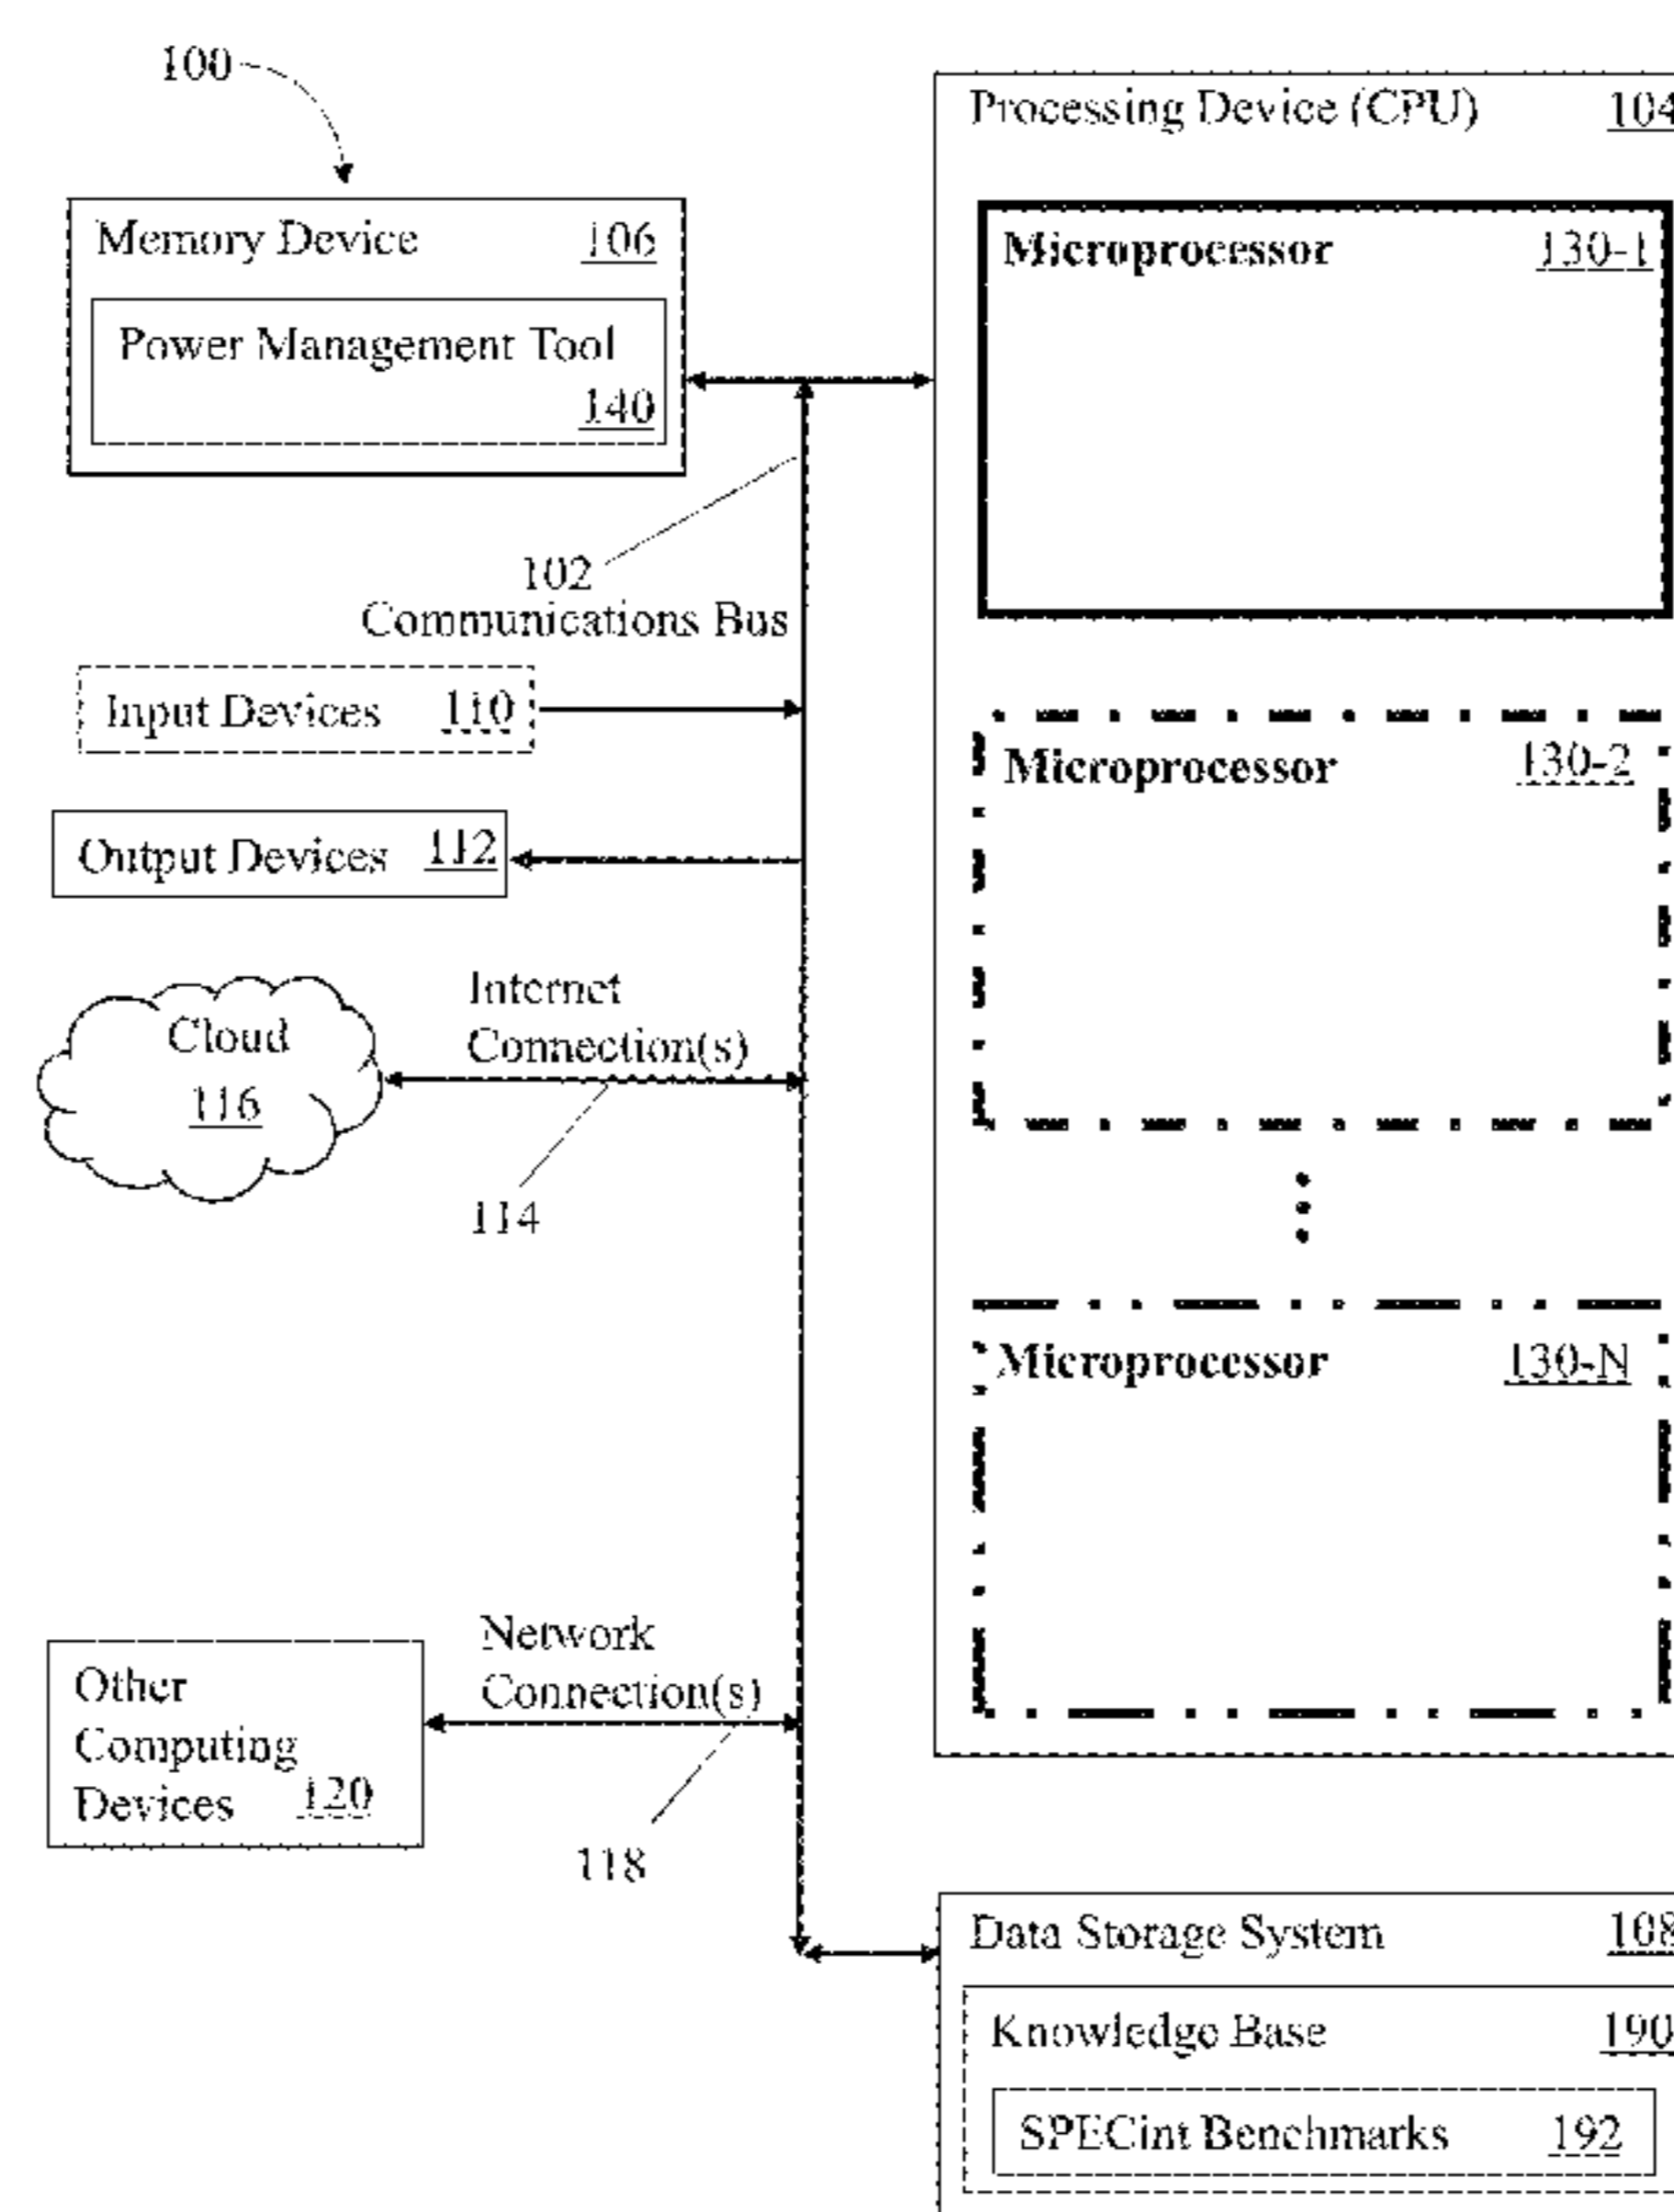 100
Processing Device (CPU) 104
Memory Device 106
Microprocessor 130-1
Power Management Tool
140
102
Communications Bus
Input Devices 110
Microprocessor 130-2
Output Devices 112
Internet
Connection(s)
Cloud
116
114
Microprocessor 130-N
Network
Connection(s)
Other
Computing
Devices 120
118
Data Storage System 108
Knowledge Base 190
SPECint Benchmarks 192